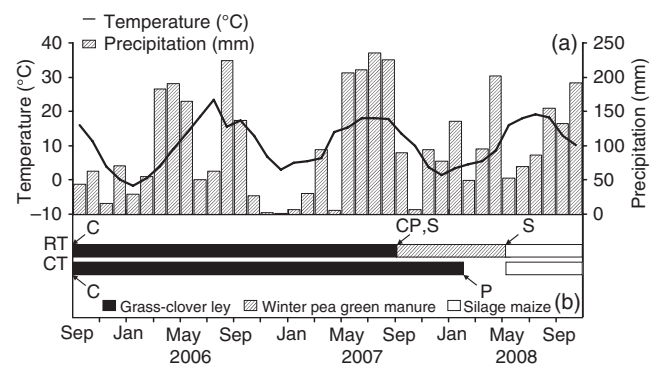 Temperature (°C)
Precipitation (mm)
(a)
40
30
20
10
0
−10
Temperature (°C)
250
200
150
100
50
0
Precipitation (mm)
C
CP,S
S
RT
CT
C
P
Grass-clover ley
Winter pea green manure
Silage maize
(b)
Sep Jan May Sep Jan May Sep Jan May Sep
2006 2007 2008